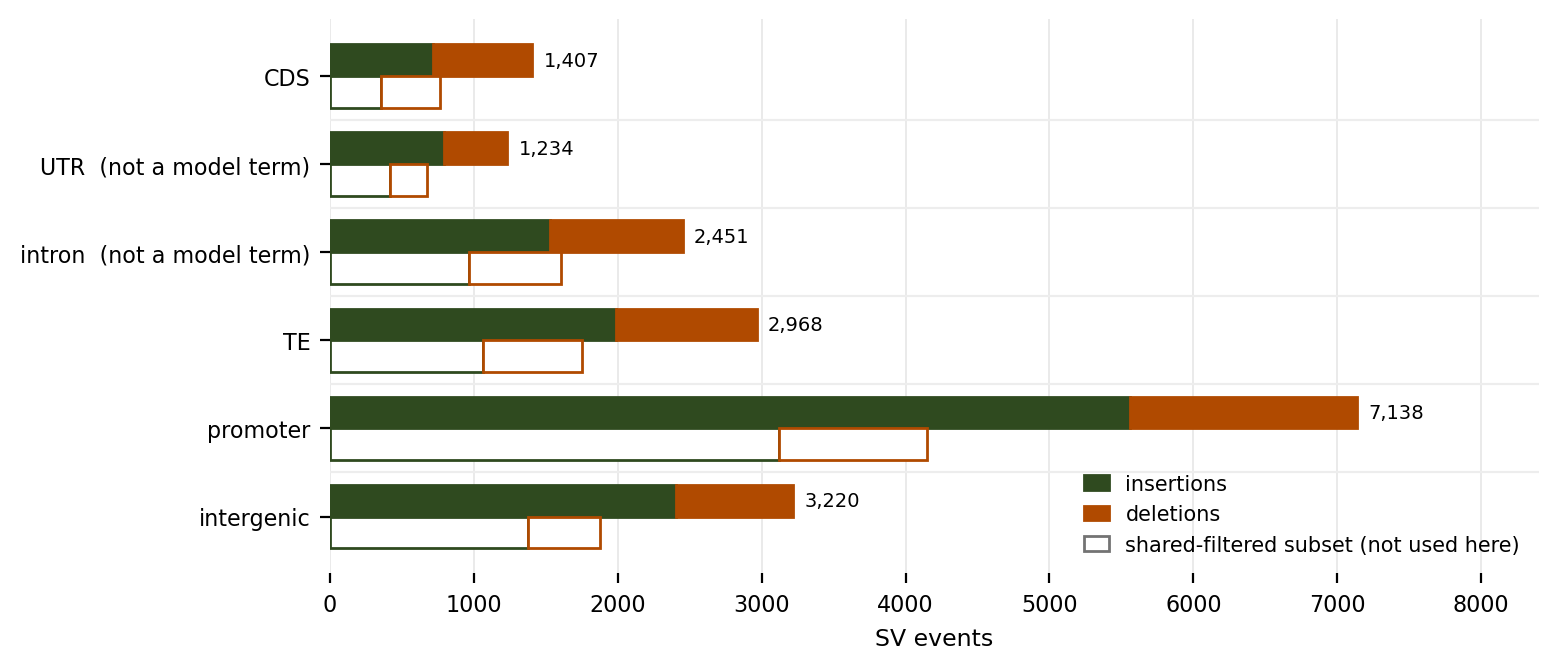 CDS
1,407
UTR  (not a model term)
1,234
intron  (not a model term)
2,451
TE
2,968
promoter
7,138
intergenic
3,220
insertions
deletions
shared-filtered subset (not used here)
0 1000 2000 3000 4000 5000 6000 7000 8000
SV events